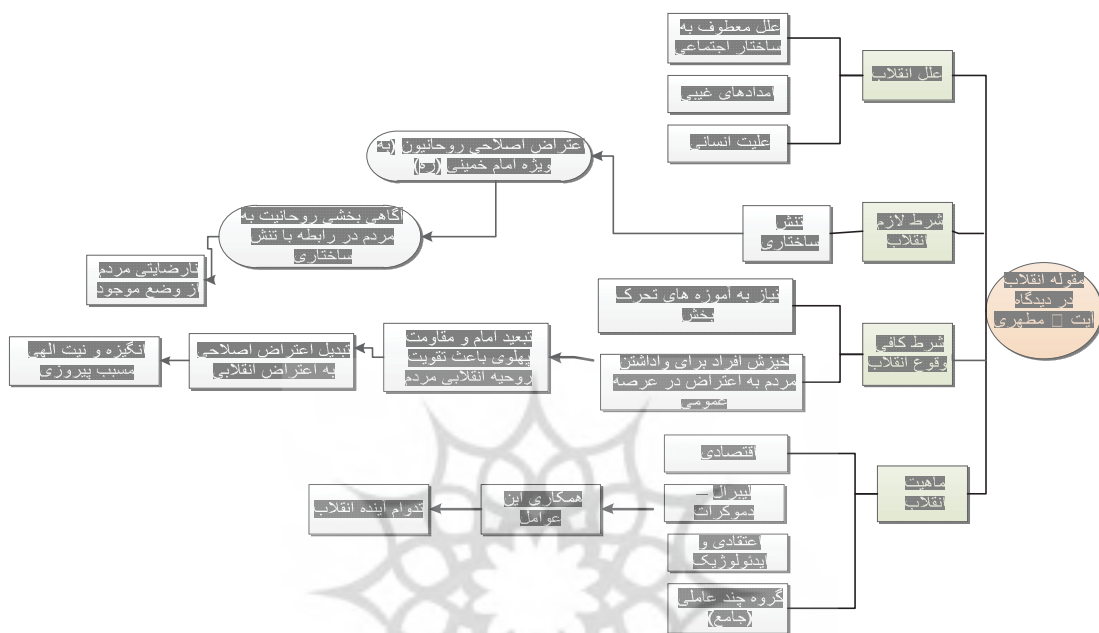 مقوله انقلاب
در دیدگاه
آیت □ مطهری
علل انقلاب
علل معطوف به
ساختار اجتماعی
امدادهای غیبی
علیت انسانی
شرط لازم
انقلاب
تنش
ساختاری
اعتراض اصلاحی روحانیون (به
ویژه امام خمینی (ره)
آگاهی بخشی روحانیت به
مردم در رابطه با تنش
ساختاری
نارضایتی مردم
از وضع موجود
شرط کافی
وقوع انقلاب
نیاز به آموزه های تحرک
بخش
خیزش افراد برای واداشتن
مردم به اعتراض در عرصه
عمومی
تبعید امام و مقاومت
پهلوی باعث تقویت
روحیه انقلابی مردم
تبدیل اعتراض اصلاحی
به اعتراض انقلابی
انگیزه و نیت الهی
مسبب پیروزی
ماهیت
انقلاب
اقتصادی
لیبرال –
دموکرات
اعتقادی و
ایدئولوژیک
گروه چند عاملی
(جامع)
همکاری این
عوامل
تدوام آینده انقلاب